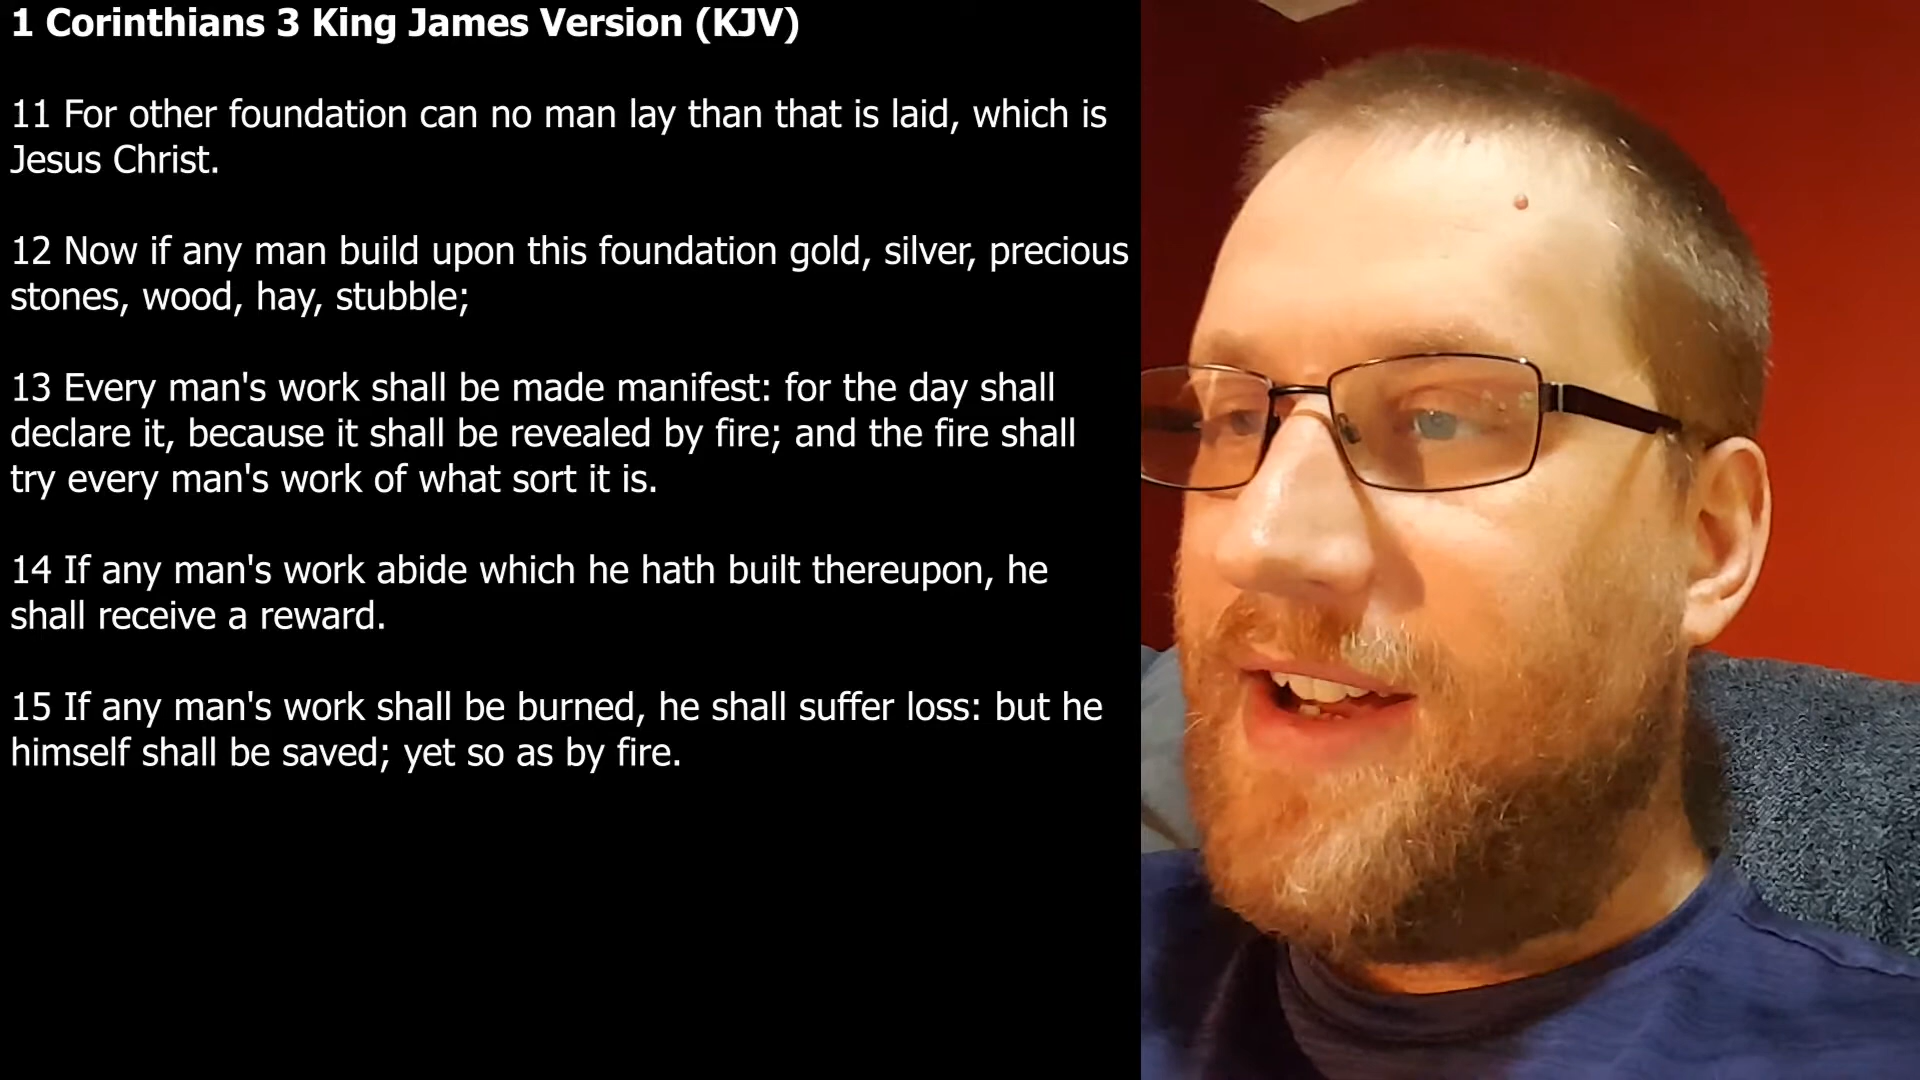 1 Corinthians 3 King James Version (KJV)
11 For other foundation can no man lay than that is laid, which is
Jesus Christ.
12 Now if any man build upon this foundation gold, silver, precious
stones, wood, hay, stubble;
13 Every man's work shall be made manifest: for the day shall
declare it, because it shall be revealed by fire; and the fire shall
try every man's work of what sort it is.
14 If any man's work abide which he hath built thereupon, he
shall receive a reward.
15 If any man's work shall be burned, he shall suffer loss: but he
himself shall be saved; yet so as by fire.